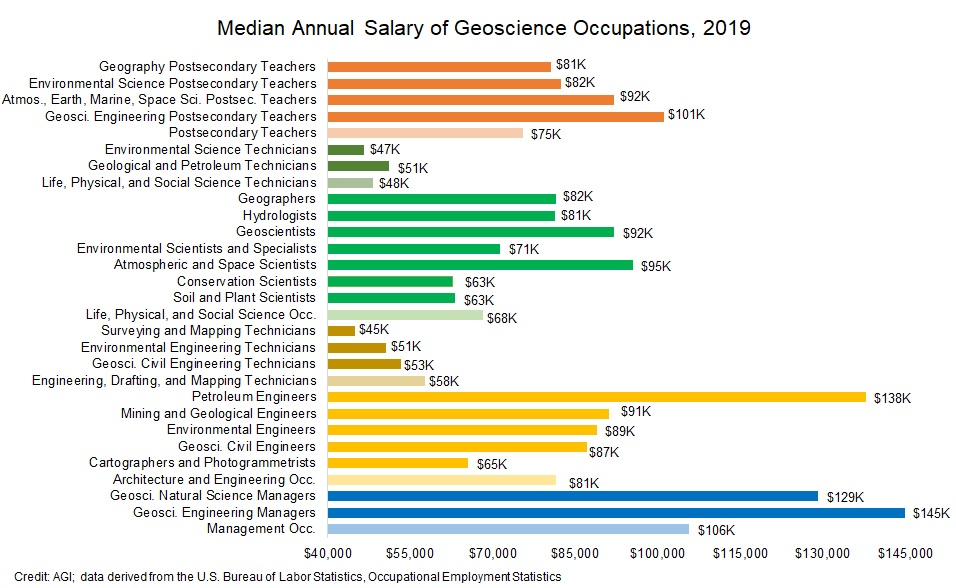 Median Annual Salary of Geoscience Occupations, 2019
Geography Postsecondary Teachers $81K
Environmental Science Postsecondary Teachers $82K
Atmos., Earth, Marine, Space Sci. Postsec. Teachers $92K
Geosci. Engineering Postsecondary Teachers $101K
Postsecondary Teachers $75K
Environmental Science Technicians $47K
Geological and Petroleum Technicians $51K
Life, Physical, and Social Science Technicians $48K
Geographers $82K
Hydrologists $81K
Geoscientists $92K
Environmental Scientists and Specialists $71K
Atmospheric and Space Scientists $95K
Conservation Scientists $63K
Soil and Plant Scientists $63K
Life, Physical, and Social Science Occ. $68K
Surveying and Mapping Technicians $45K
Environmental Engineering Technicians $51K
Geosci. Civil Engineering Technicians $53K
Engineering, Drafting, and Mapping Technicians $58K
Petroleum Engineers $138K
Mining and Geological Engineers $91K
Environmental Engineers $89K
Geosci. Civil Engineers $87K
Cartographers and Photogrammetrists $65K
Architecture and Engineering Occ. $81K
Geosci. Natural Science Managers $129K
Geosci. Engineering Managers $145K
Management Occ. $106K
$40,000 $55,000 $70,000 $85,000 $100,000 $115,000 $130,000 $145,000
Credit: AGI; data derived from the U.S. Bureau of Labor Statistics, Occupational Employment Statistics